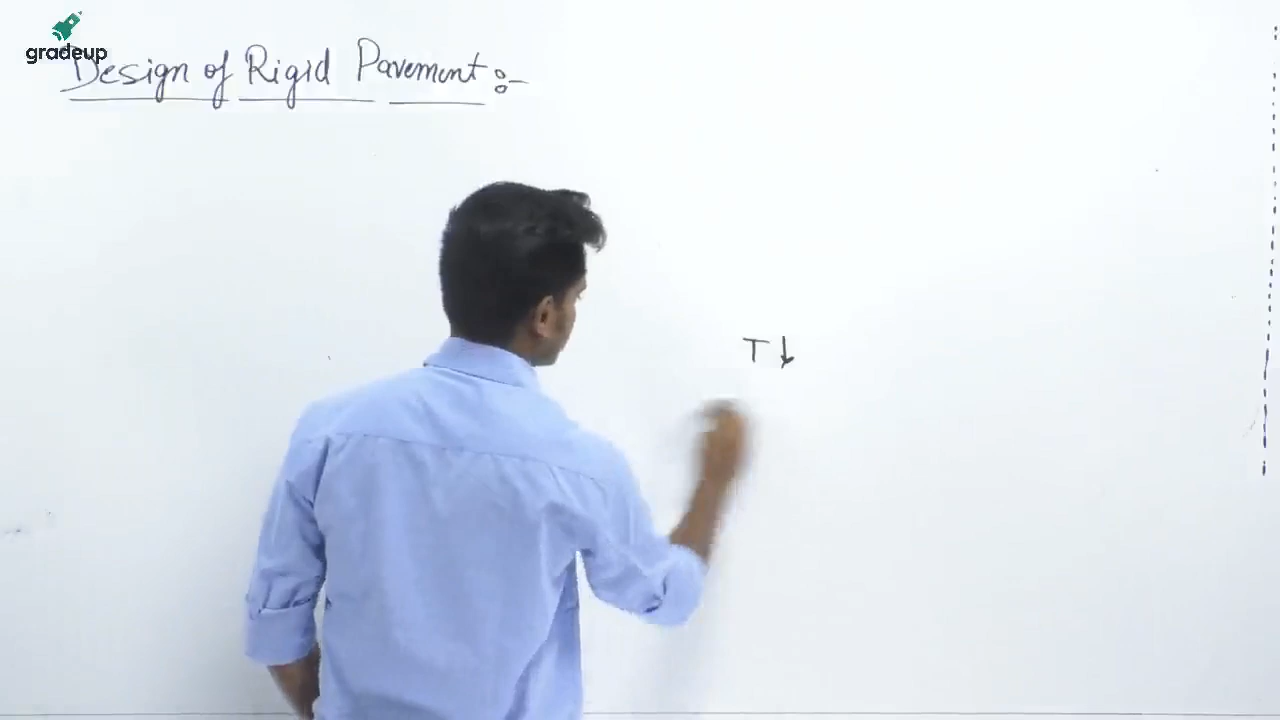 gradeup
Design of Rigid Pavement :-
T ↓